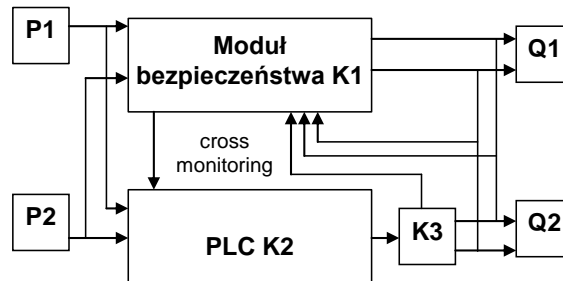 P1
Moduł
bezpieczeństwa K1
Q1
cross
monitoring
P2
PLC K2
K3
Q2